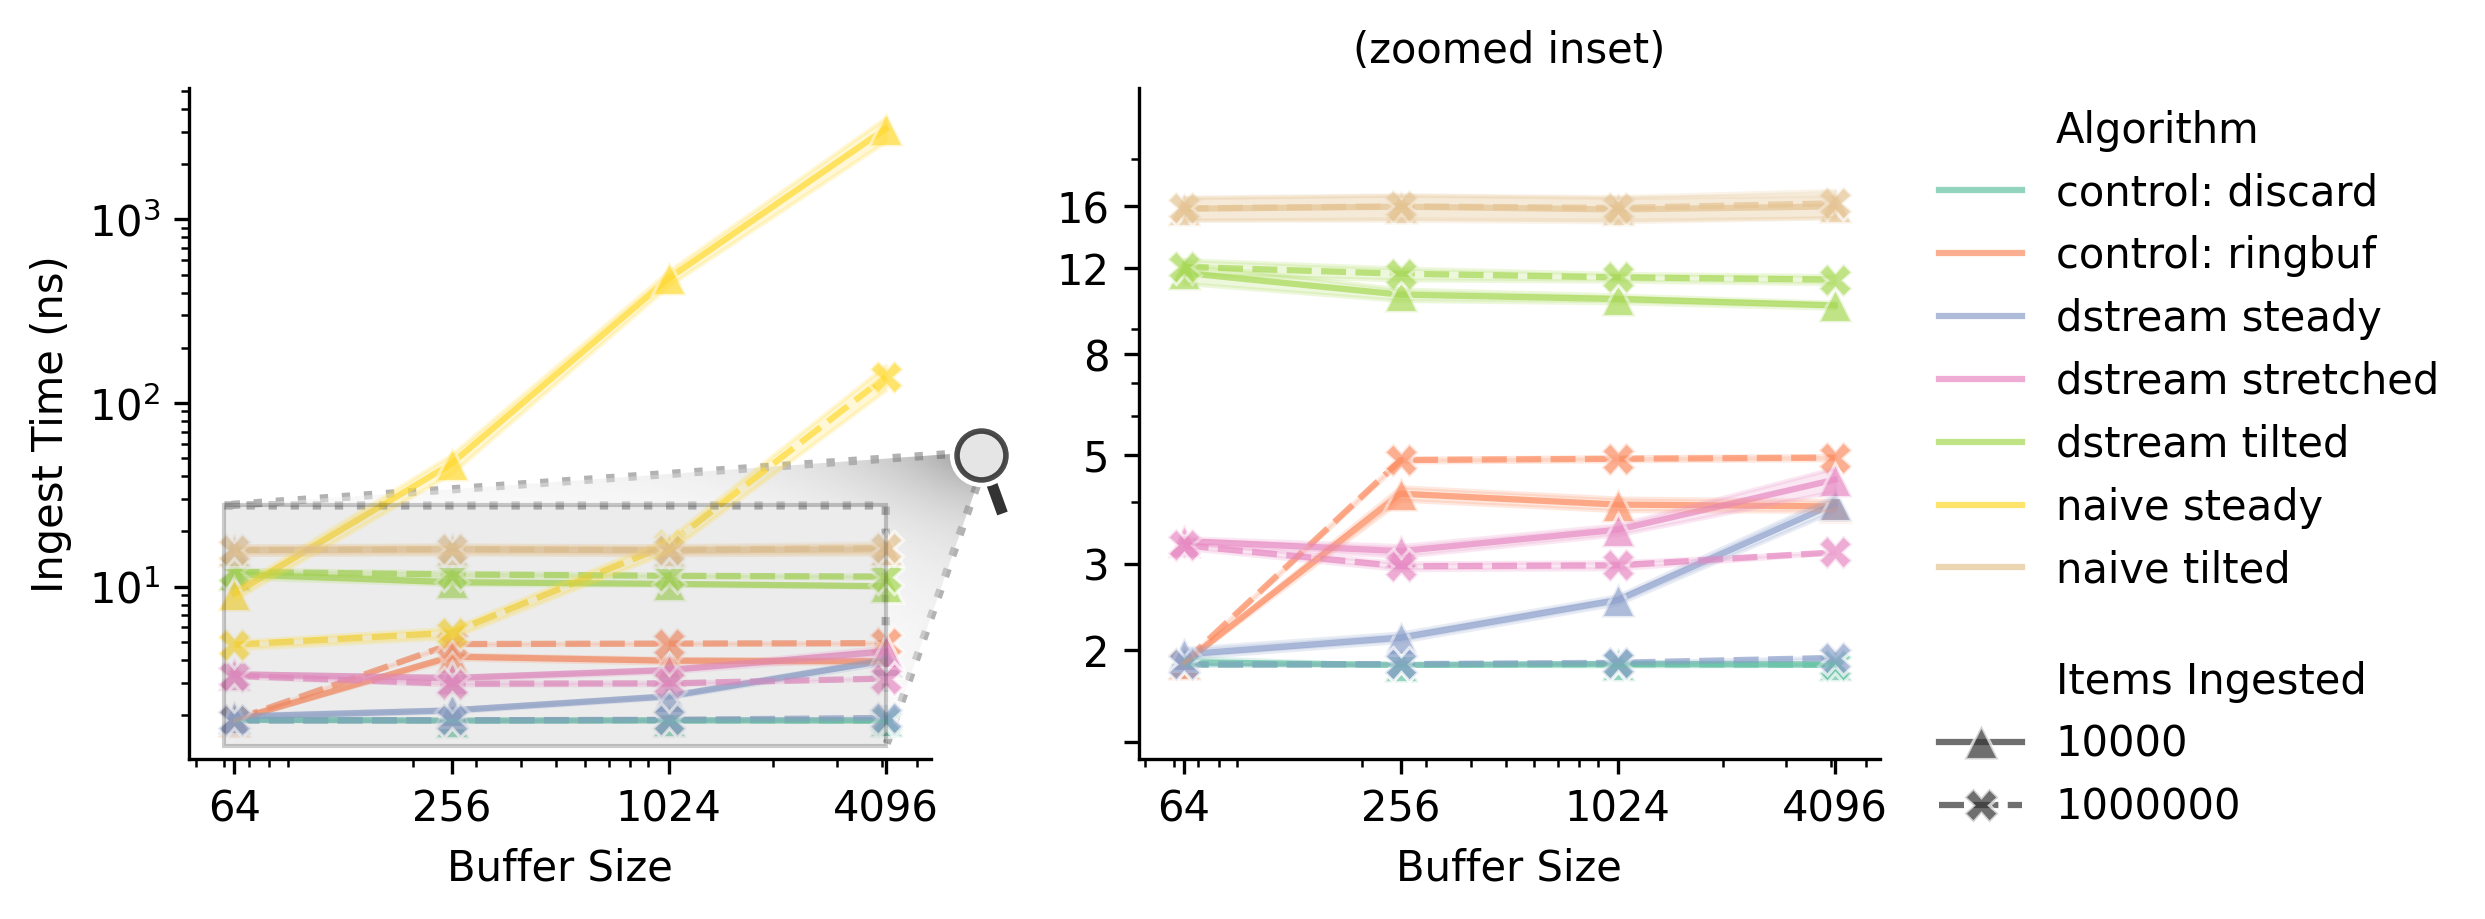 (zoomed inset)
Ingest Time (ns)
10³
10²
10¹
64 256 1024 4096
Buffer Size
16
12
8
5
3
2
64 256 1024 4096
Buffer Size
Algorithm
control: discard
control: ringbuf
dstream steady
dstream stretched
dstream tilted
naive steady
naive tilted
Items Ingested
10000
1000000